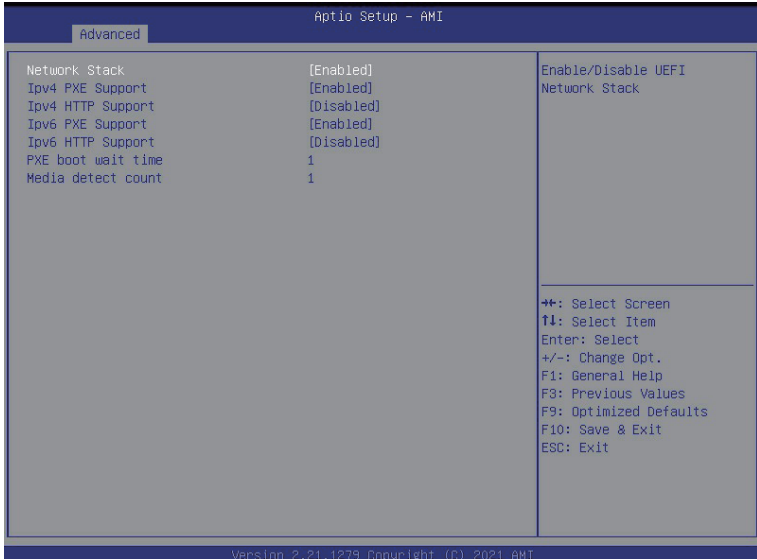 Aptio Setup – AMI
Advanced
Network Stack [Enabled]
Ipv4 PXE Support [Enabled]
Ipv4 HTTP Support [Disabled]
Ipv6 PXE Support [Enabled]
Ipv6 HTTP Support [Disabled]
PXE boot wait time 1
Media detect count 1
Enable/Disable UEFI
Network Stack
→←: Select Screen
↑↓: Select Item
Enter: Select
+/-: Change Opt.
F1: General Help
F3: Previous Values
F9: Optimized Defaults
F10: Save & Exit
ESC: Exit
Version 2.21.1279 Copyright (C) 2021 AMI